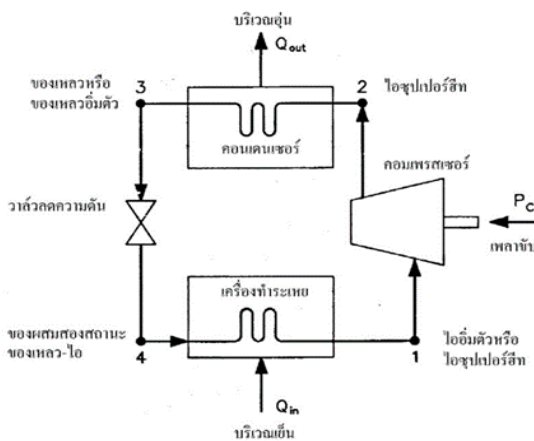 บริเวณอุ่น
Qout
ของเหลวหรือ
ของเหลวอิ่มตัว
3
2
ไอซุปเปอร์ฮีท
คอนเดนเซอร์
คอมเพรสเซอร์
วาล์วลดความดัน
PC
เพลาขับ
เครื่องทำระเหย
ของผสมสองสถานะ
ของเหลว-ไอ
4
1
ไออิ่มตัวหรือ
ไอซุปเปอร์ฮีท
Qin
บริเวณเย็น